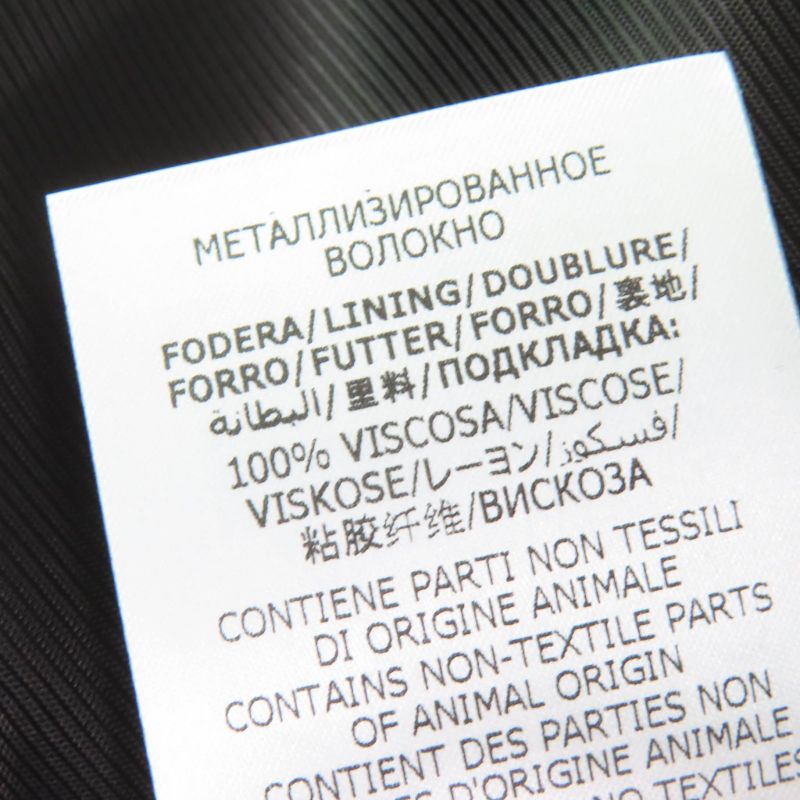 МЕТАЛЛИЗИРОВАННОЕ
ВОЛОКНО
FODERA/LINING/DOUBLURE/
FORRO/FUTTER/FORRO/裏地/
البطانة/里料/ПОДКЛАДКА:
100% VISCOSA/VISCOSE/
VISKOSE/レーヨン/فسكوز/
粘胶纤维/ВИСКОЗА
CONTIENE PARTI NON TESSILI
DI ORIGINE ANIMALE
CONTAINS NON-TEXTILE PARTS
OF ANIMAL ORIGIN
CONTIENT DES PARTIES NON
D'ORIGINE ANIMALE
NO TEXTILES